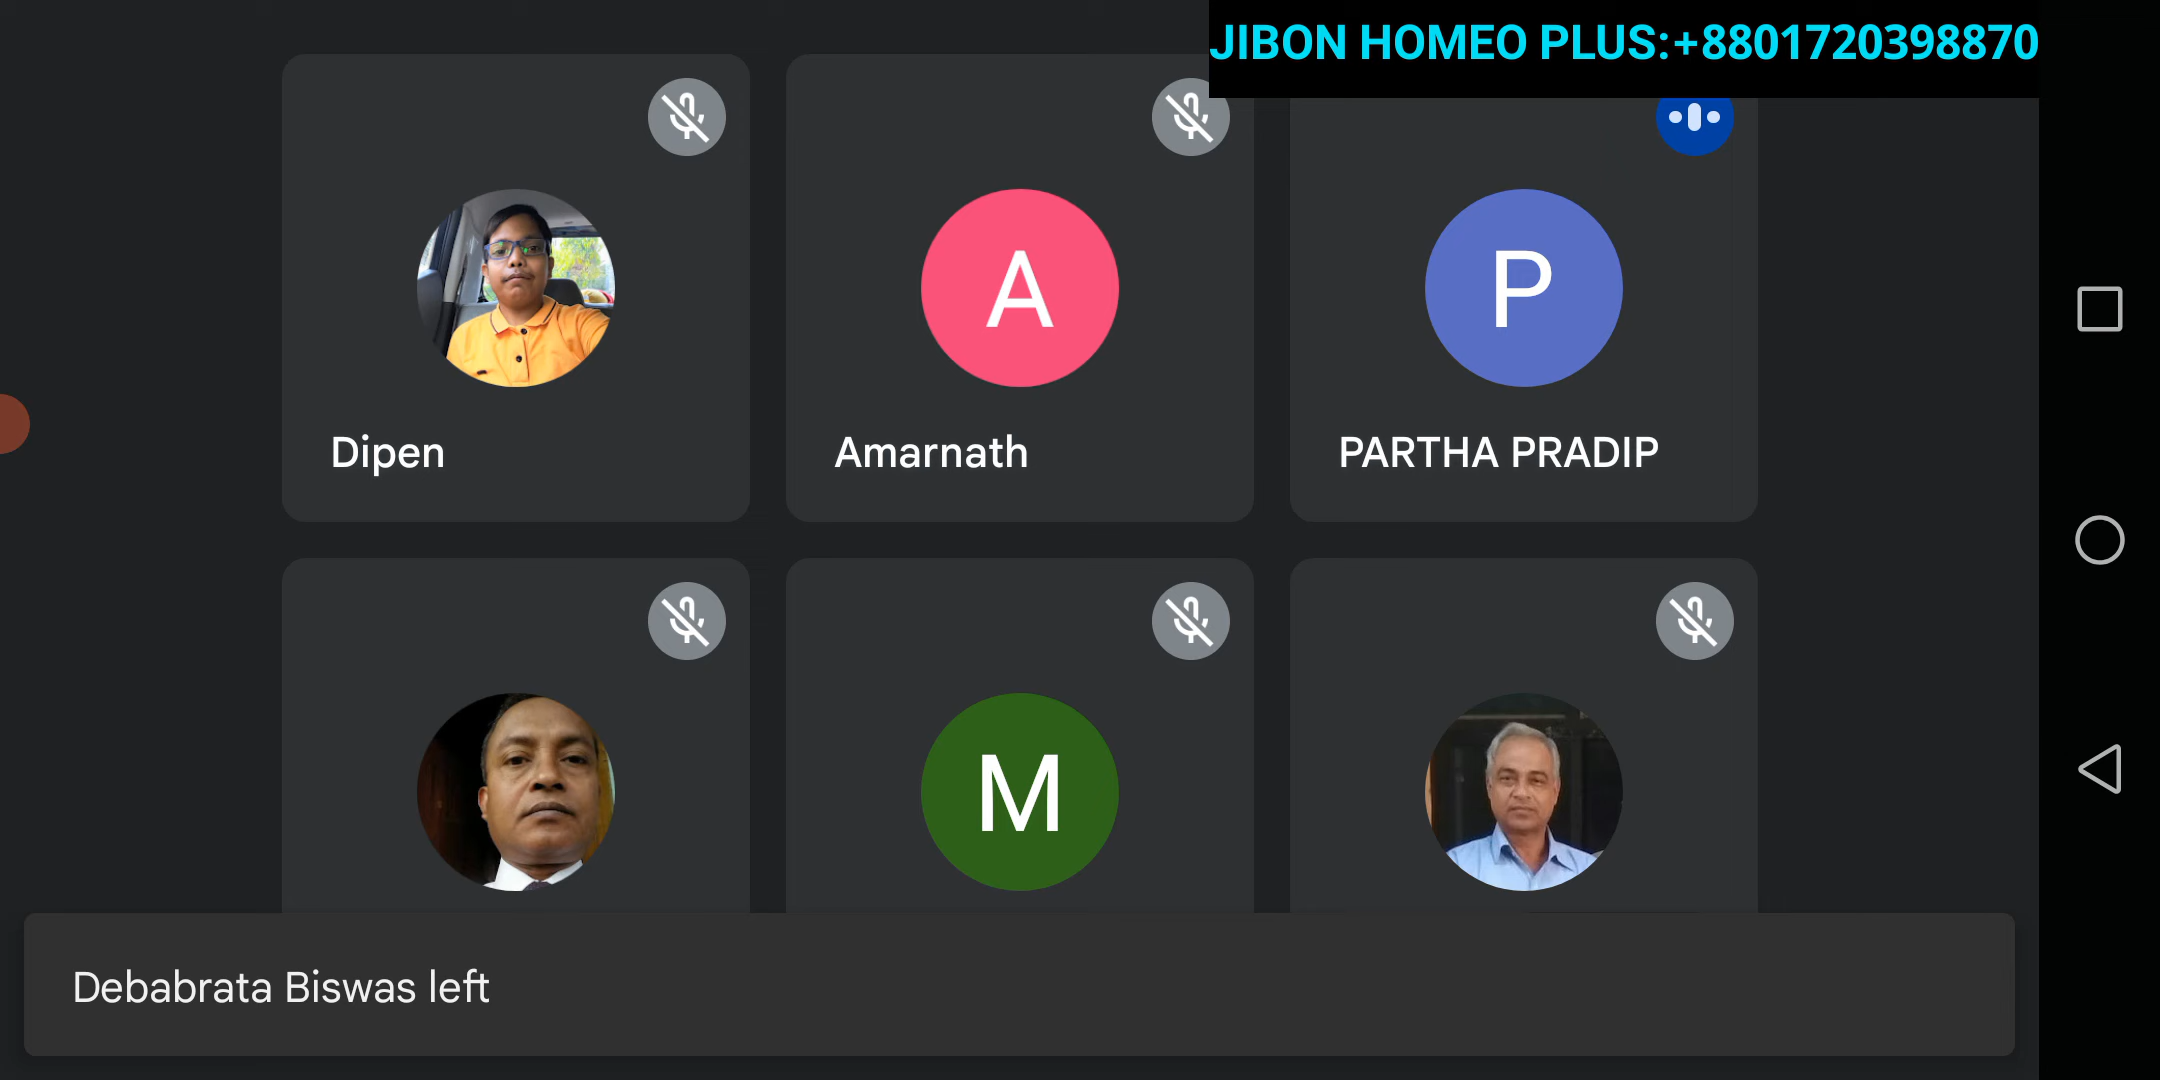 JIBON HOMEO PLUS:+8801720398870
Dipen
A
Amarnath
P
PARTHA PRADIP
M
Debabrata Biswas left